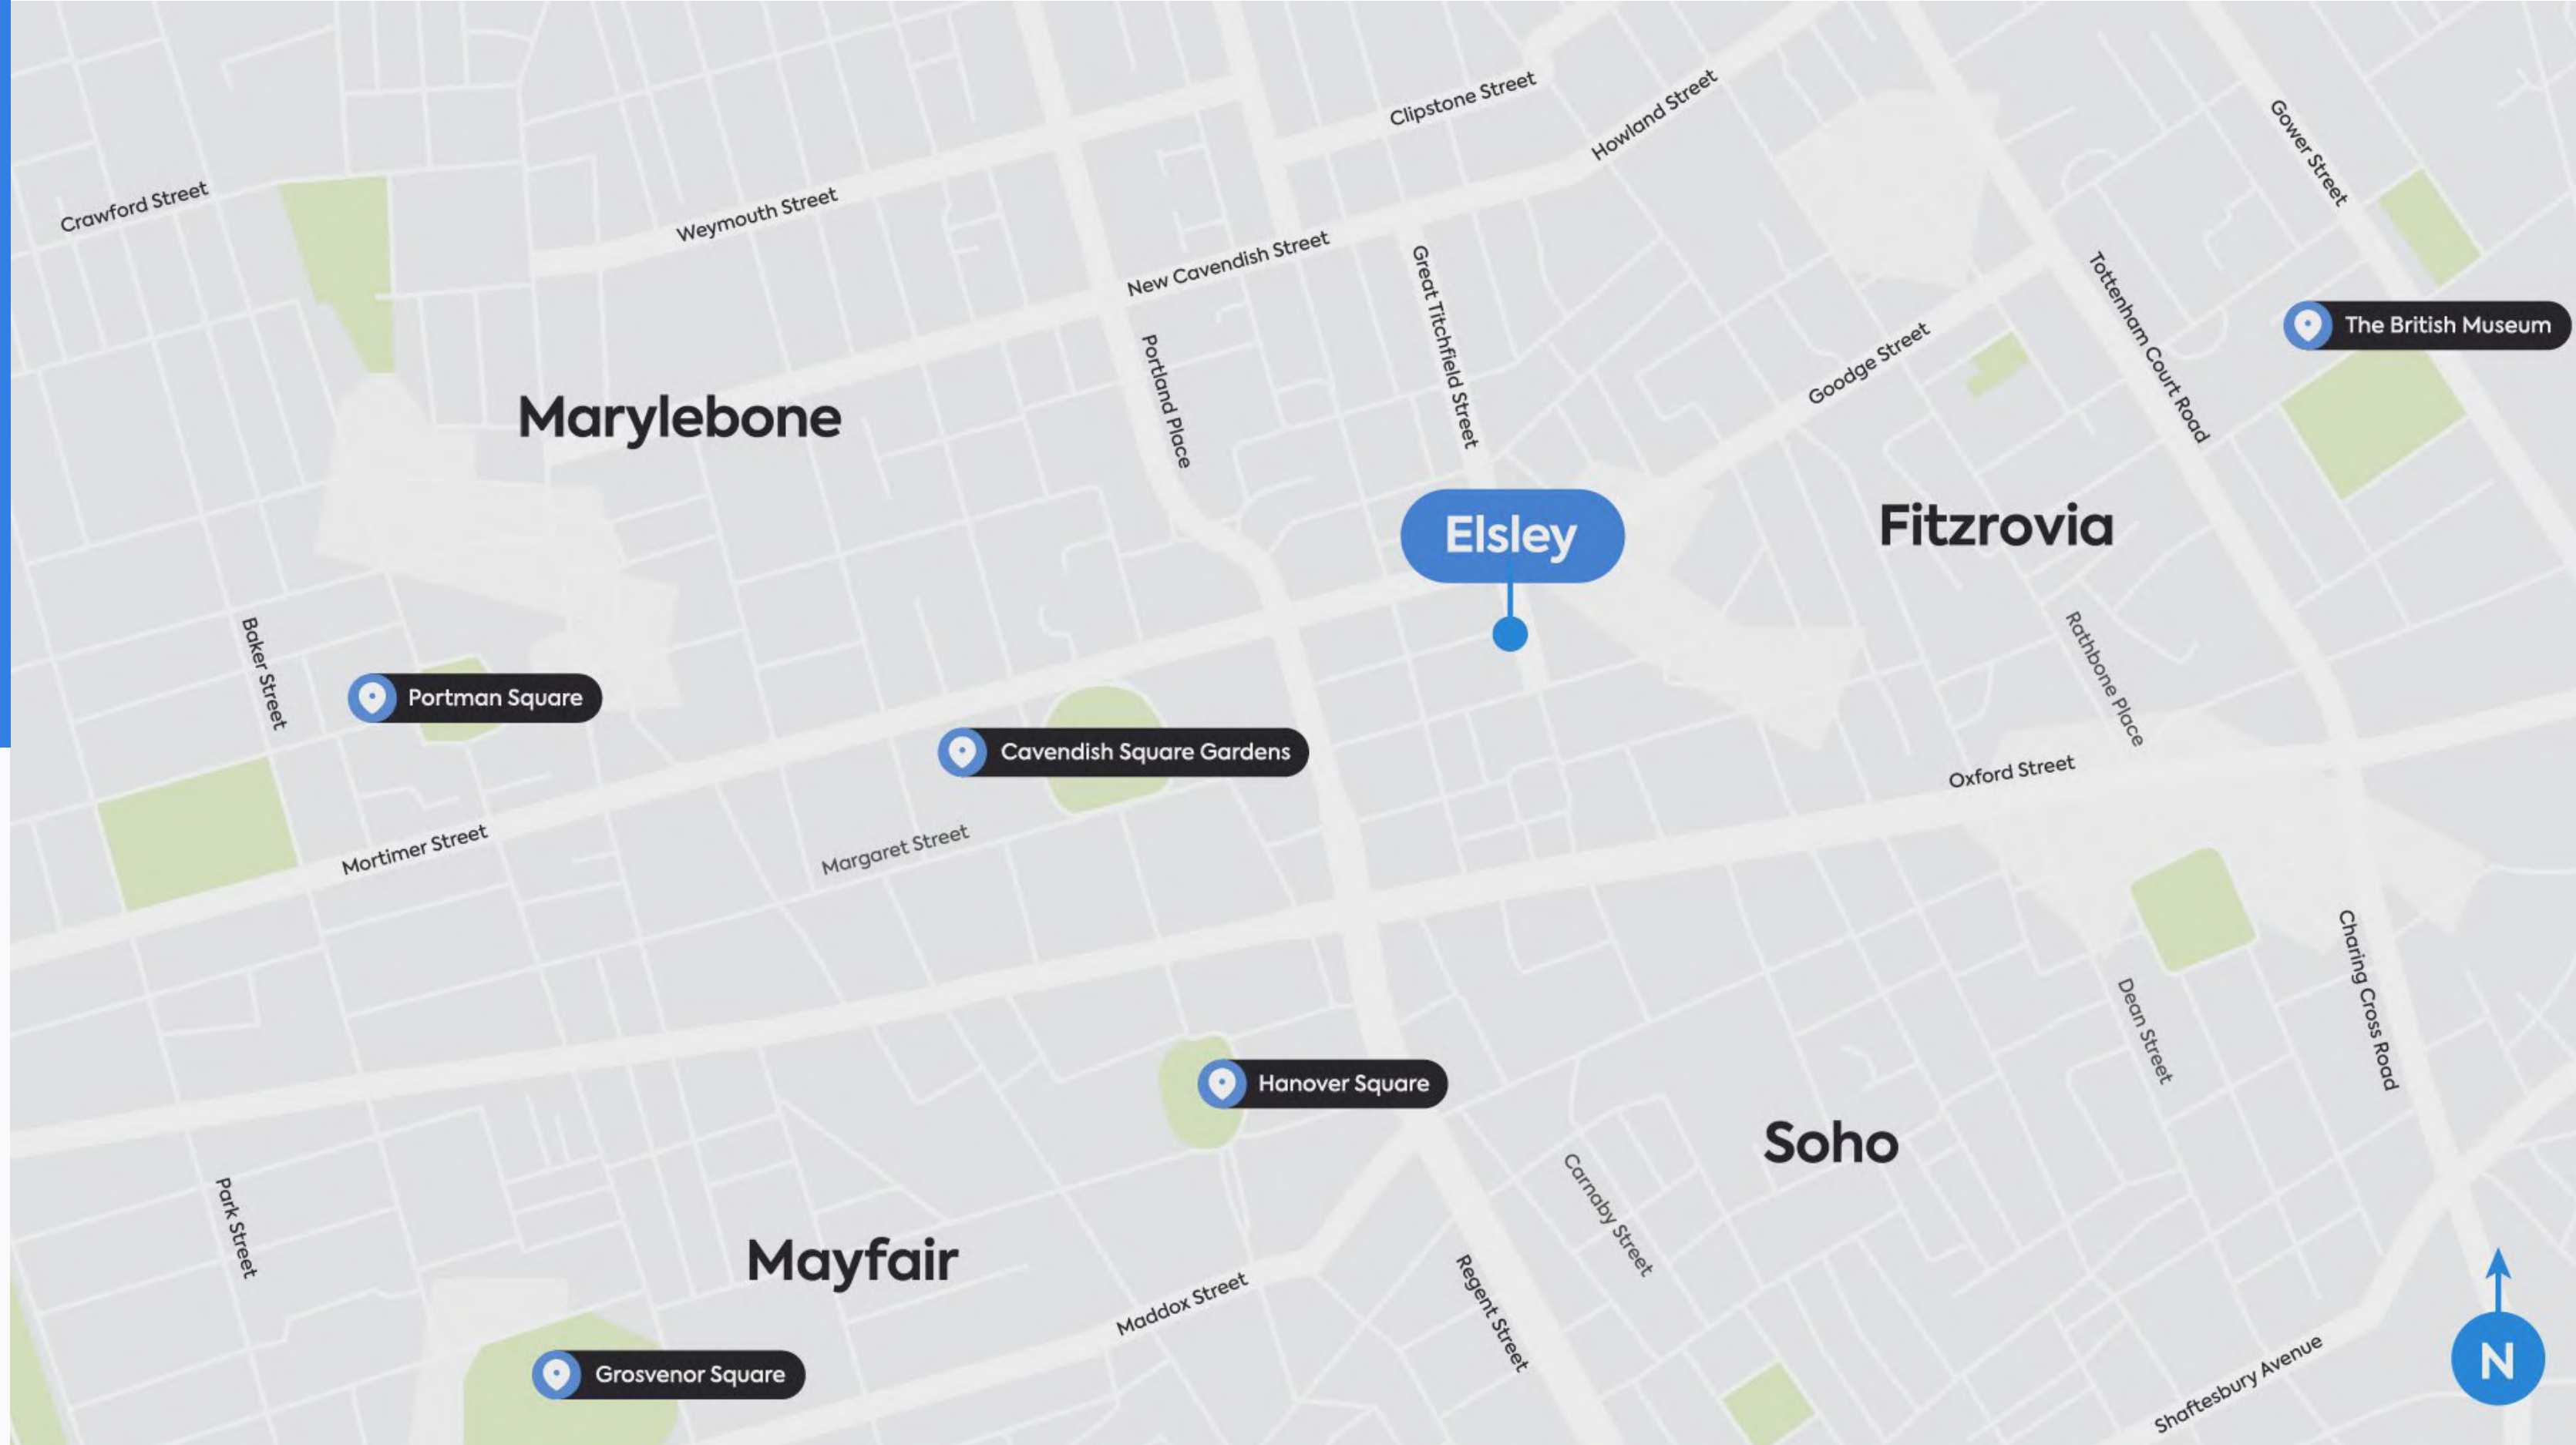 Clipstone Street
Howland Street
Gower Street
Crawford Street
Weymouth Street
New Cavendish Street
Great Titchfield Street
Tottenham Court Road
The British Museum
Portland Place
Goodge Street
Marylebone
Fitzrovia
Elsley
Baker Street
Portman Square
Rathbone Place
Cavendish Square Gardens
Oxford Street
Mortimer Street
Margaret Street
Charing Cross Road
Dean Street
Hanover Square
Soho
Park Street
Carnaby Street
Mayfair
Regent Street
Maddox Street
Grosvenor Square
Shaftesbury Avenue
N